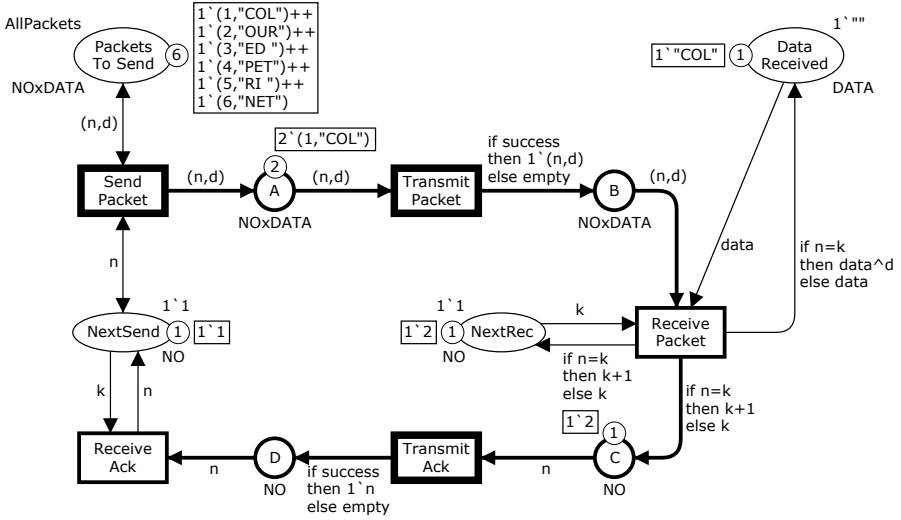 AllPackets
Packets
To Send
6
NOxDATA
1`(1,"COL")++
1`(2,"OUR")++
1`(3,"ED ")++
1`(4,"PET")++
1`(5,"RI ")++
1`(6,"NET")
1`""
1`"COL"
1
Data
Received
DATA
(n,d)
2`(1,"COL")
2
Send
Packet
(n,d)
A
NOxDATA
(n,d)
Transmit
Packet
if success
then 1`(n,d)
else empty
B
NOxDATA
(n,d)
n
data
if n=k
then data^d
else data
1`1
NextSend
1
1`1
NO
1`1
1`2
1
NextRec
NO
k
if n=k
then k+1
else k
Receive
Packet
if n=k
then k+1
else k
k
n
1`2
1
Receive
Ack
n
D
NO
if success
then 1`n
else empty
Transmit
Ack
n
C
NO